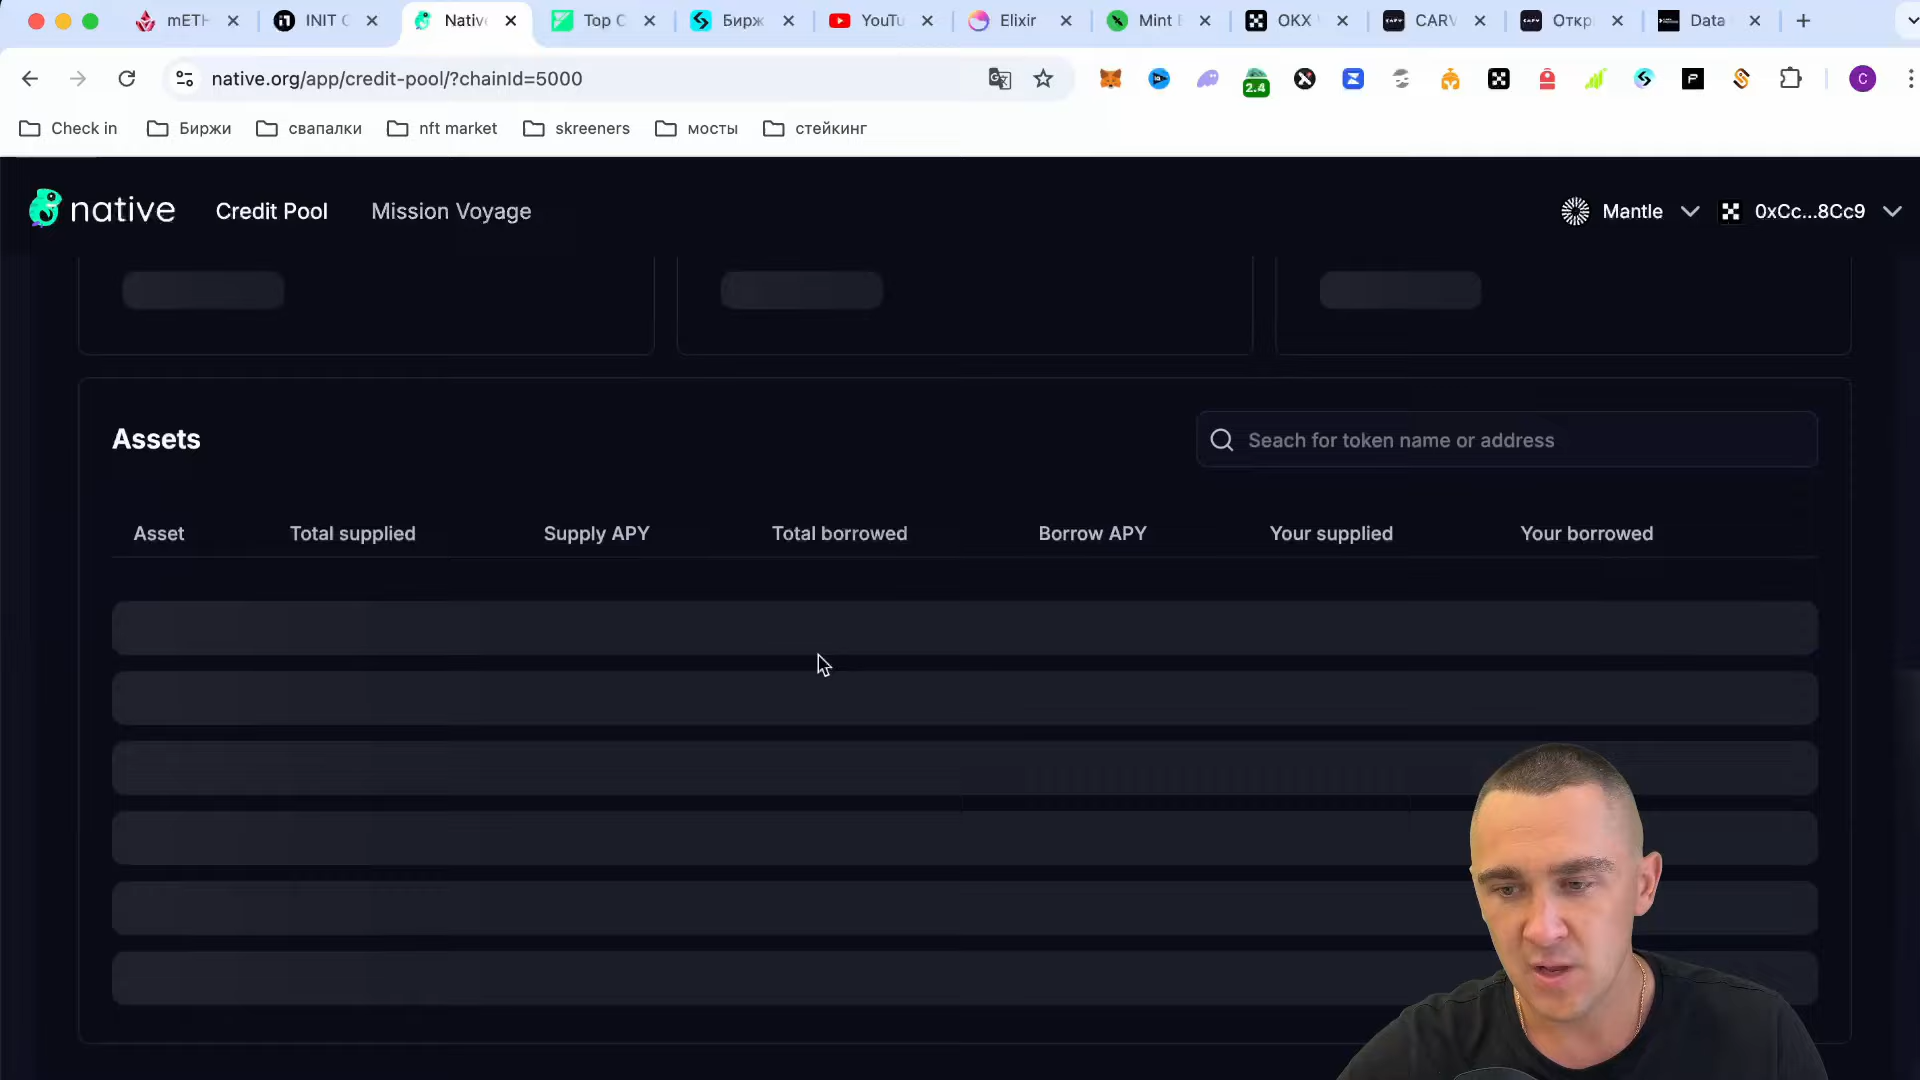 mETH
INIT C
Native
Top C
Бирж
YouTu
Elixir
Mint E
OKX
CARV
Откр
Data
native.org/app/credit-pool/?chainId=5000
2.4
C
Check in
Биржи
свапалки
nft market
skreeners
мосты
стейкинг
native
Credit Pool
Mission Voyage
Mantle
0xCc...8Cc9
Assets
Seach for token name or address
Asset
Total supplied
Supply APY
Total borrowed
Borrow APY
Your supplied
Your borrowed